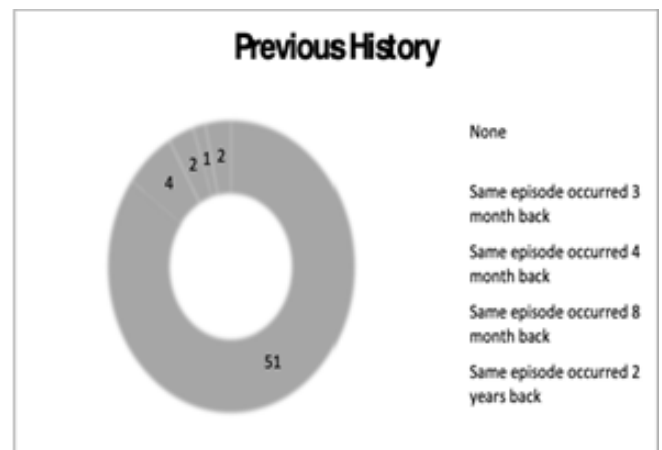 Previous History
None
4
2
1
2
51
Same episode occurred 3
month back
Same episode occurred 4
month back
Same episode occurred 8
month back
Same episode occurred 2
years back